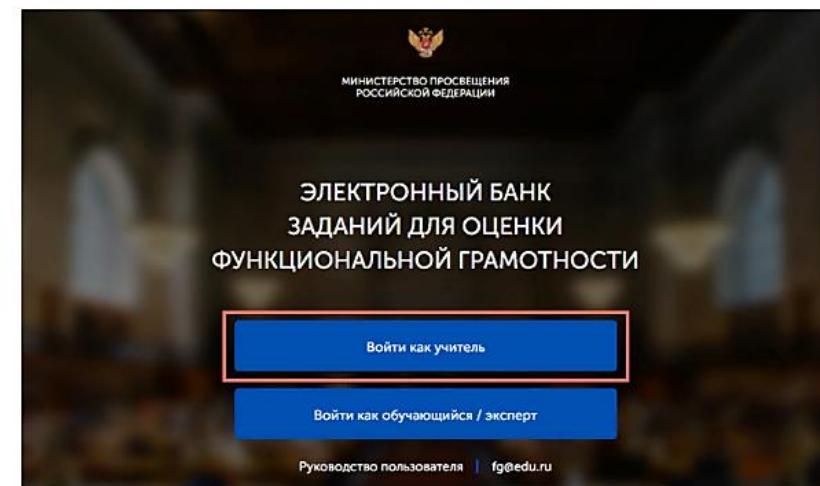 МИНИСТЕРСТВО ПРОСВЕЩЕНИЯ
РОССИЙСКОЙ ФЕДЕРАЦИИ
ЭЛЕКТРОННЫЙ БАНК
ЗАДАНИЙ ДЛЯ ОЦЕНКИ
ФУНКЦИОНАЛЬНОЙ ГРАМОТНОСТИ
Войти как учитель
Войти как обучающийся / эксперт
Руководство пользователя | fg@edu.ru